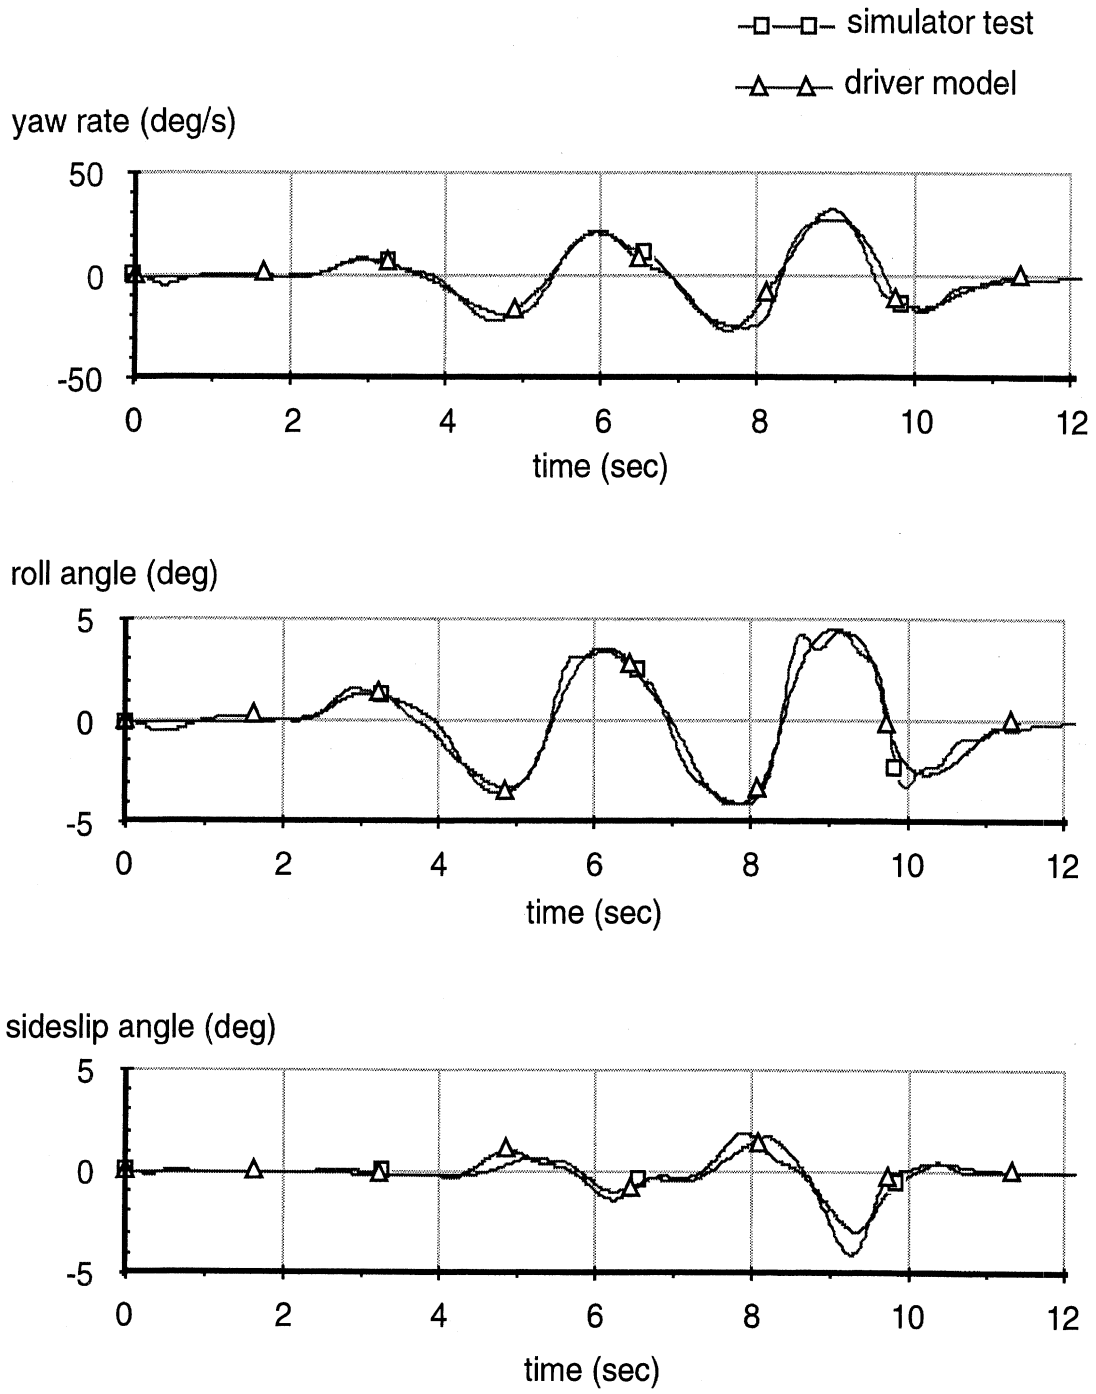 simulator test
driver model
yaw rate (deg/s)
50
0
-50
0 2 4 6 8 10 12
time (sec)
roll angle (deg)
5
0
-5
0 2 4 6 8 10 12
time (sec)
sideslip angle (deg)
5
0
-5
0 2 4 6 8 10 12
time (sec)